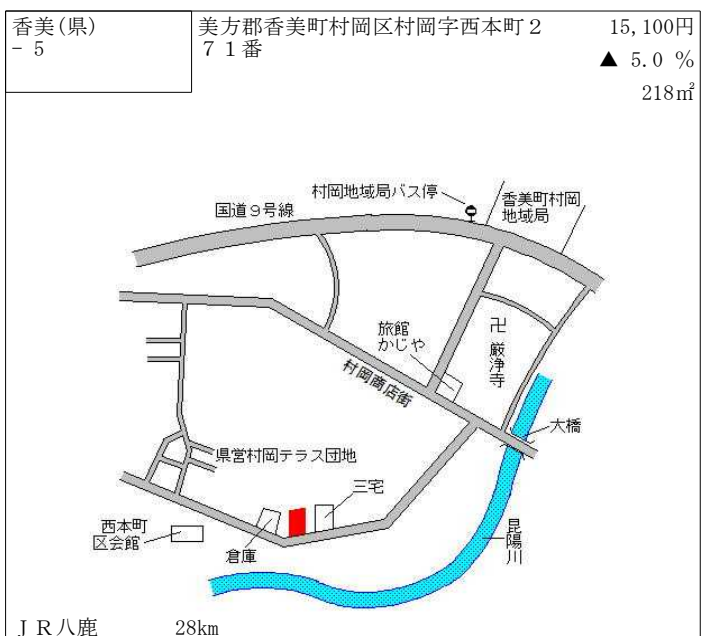 香美(県)
－ 5
美方郡香美町村岡区村岡字西本町２
７１番
15,100円
▲ 5.0 %
218㎡
村岡地域局バス停
国道９号線
香美町村岡
地域局
旅館
かじや
卍
厳浄寺
村岡商店街
大橋
県営村岡テラス団地
三宅
西本町
区会館
倉庫
昆陽川
ＪＲ八鹿 28km